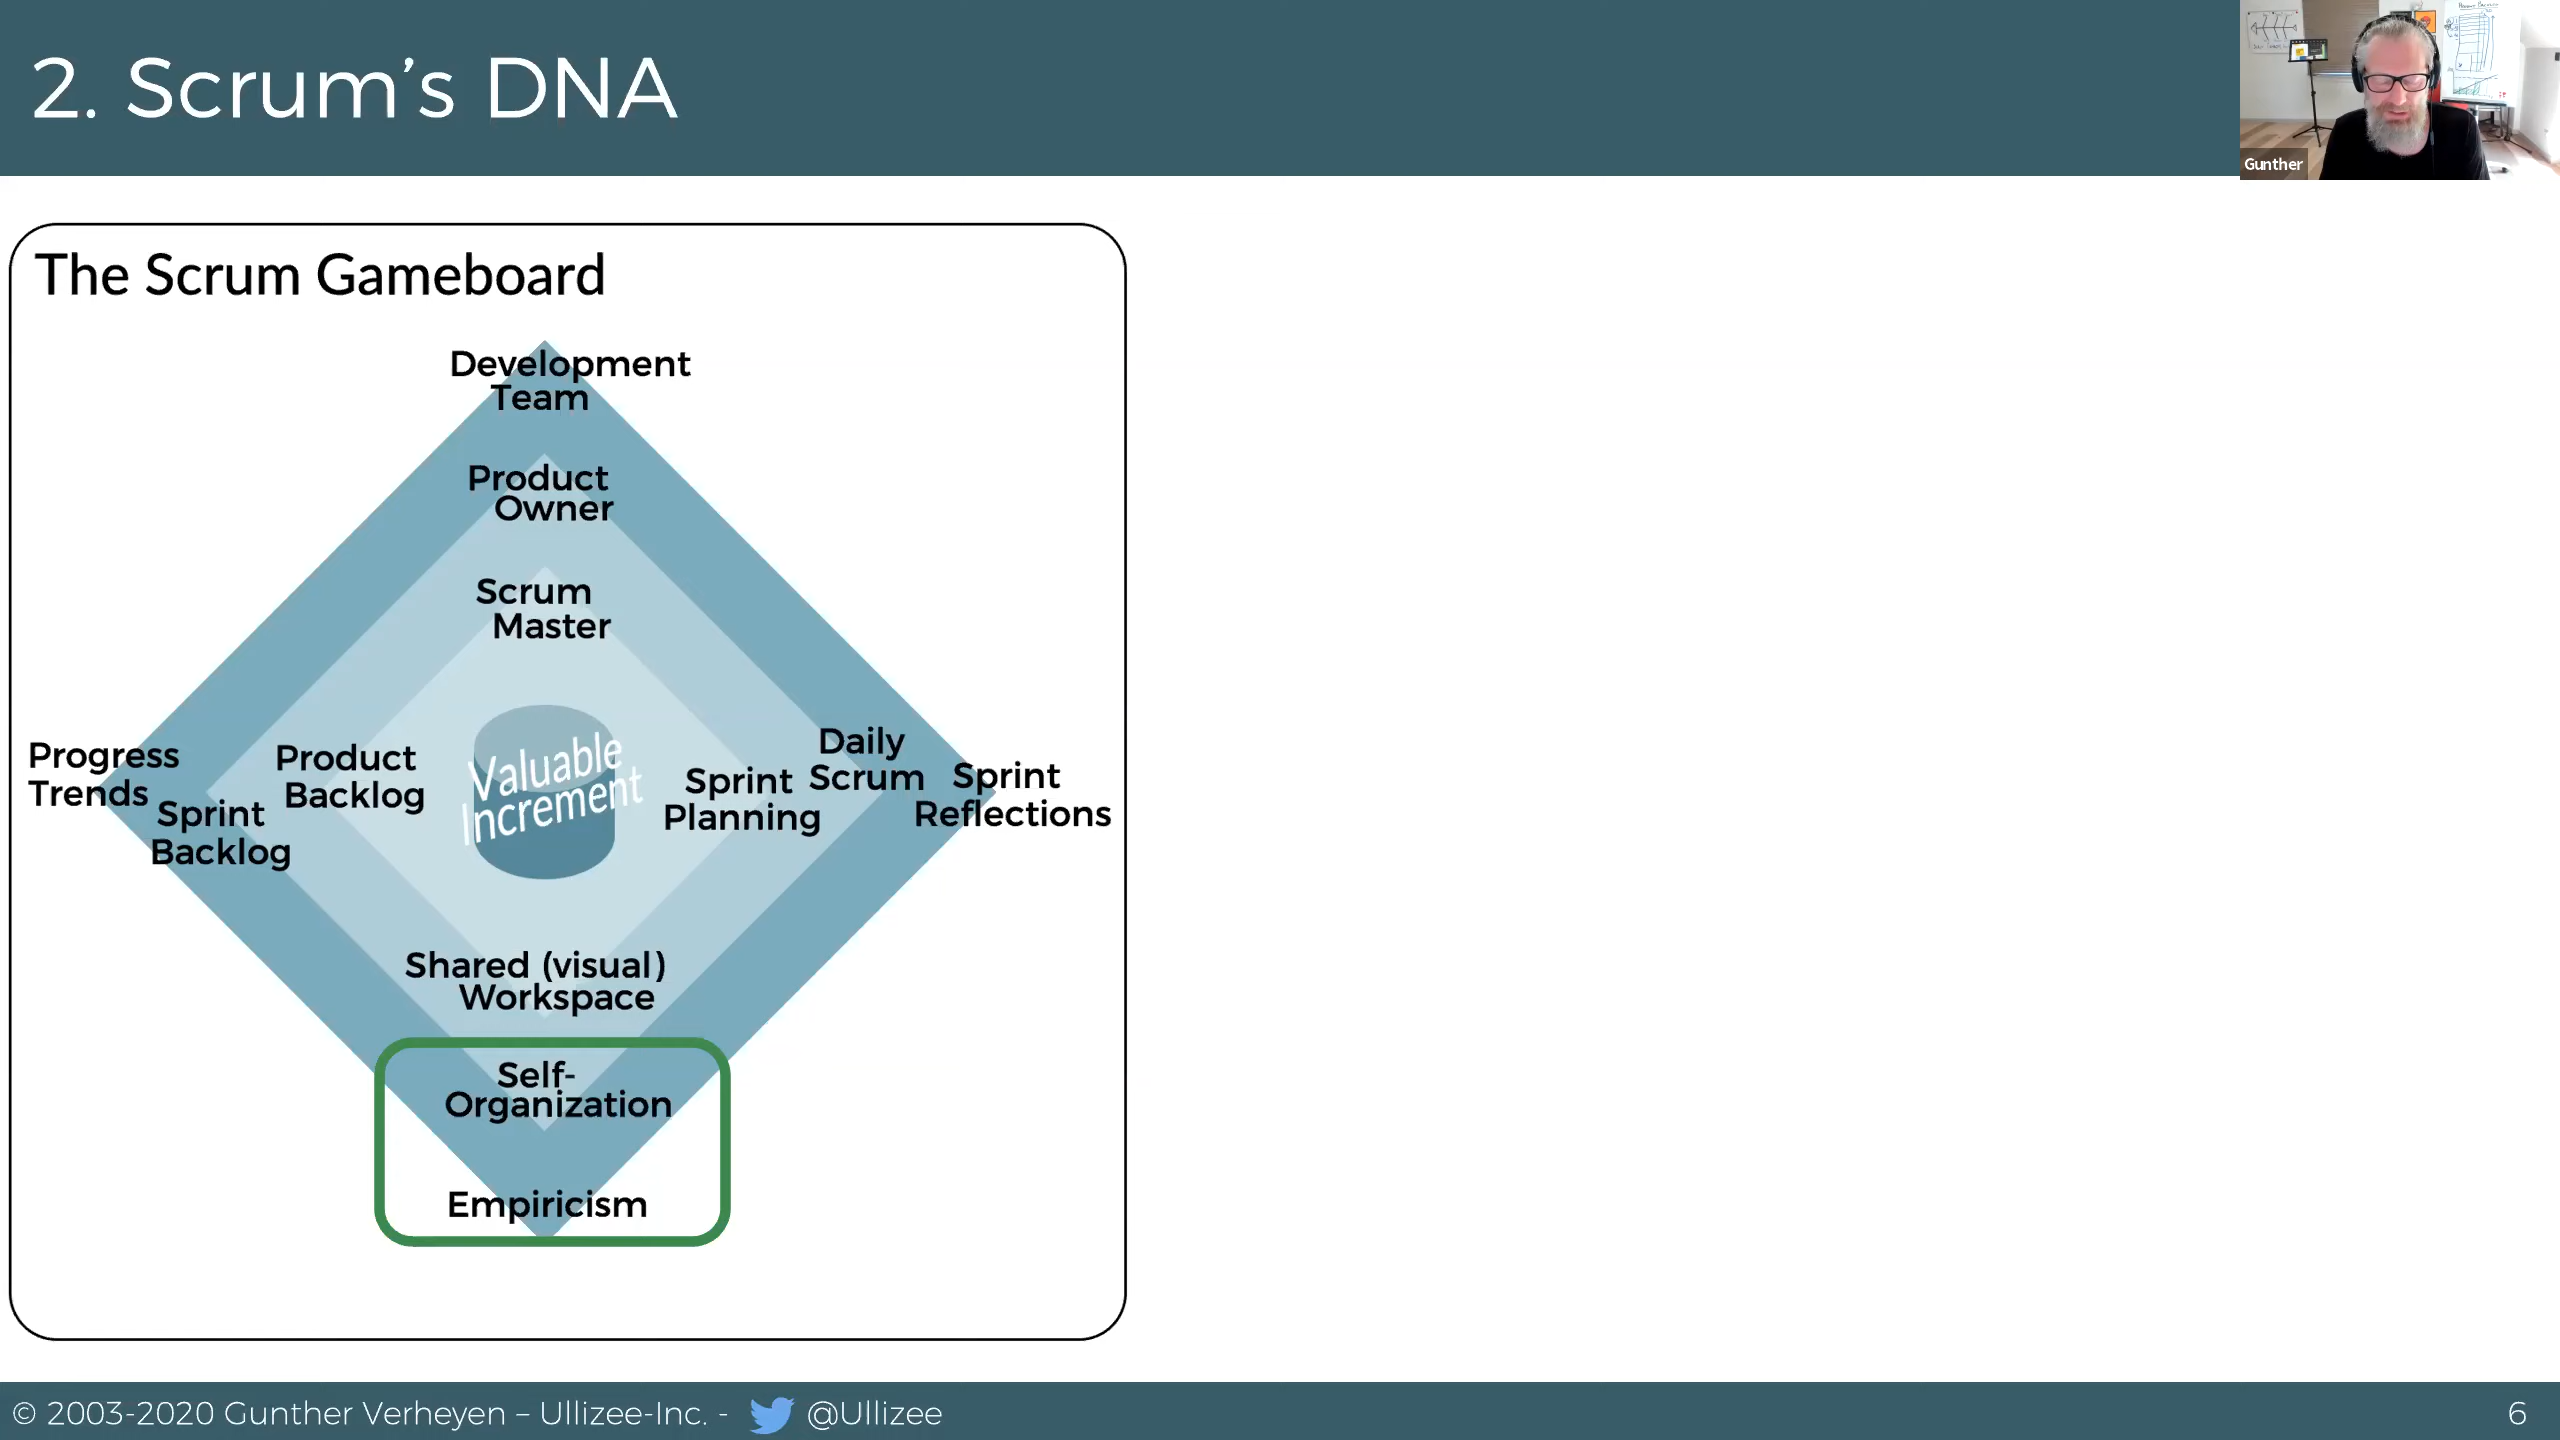 2. Scrum’s DNA
Gunther
The Scrum Gameboard
Development
Team
Product
Owner
Scrum
Master
Progress
Trends
Sprint
Backlog
Product
Backlog
Valuable
Increment
Sprint
Planning
Daily
Scrum
Sprint
Reflections
Shared (visual)
Workspace
Self-
Organization
Empiricism
© 2003-2020 Gunther Verheyen – Ullizee-Inc. - @Ullizee
6